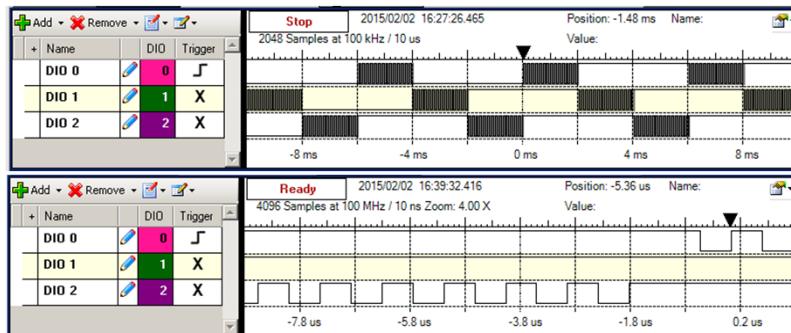 Add Remove
Stop 2015/02/02 16:27:26.465 Position: -1.48 ms Name:
2048 Samples at 100 kHz / 10 us Value:
+ Name DIO Trigger
DIO 0 0
DIO 1 1 X
DIO 2 2 X
-8 ms -4 ms 0 ms 4 ms 8 ms
Add Remove
Ready 2015/02/02 16:39:32.416 Position: -5.36 us Name:
4096 Samples at 100 MHz / 10 ns Zoom: 4.00 X Value:
+ Name DIO Trigger
DIO 0 0
DIO 1 1 X
DIO 2 2 X
-7.8 us -5.8 us -3.8 us -1.8 us 0.2 us